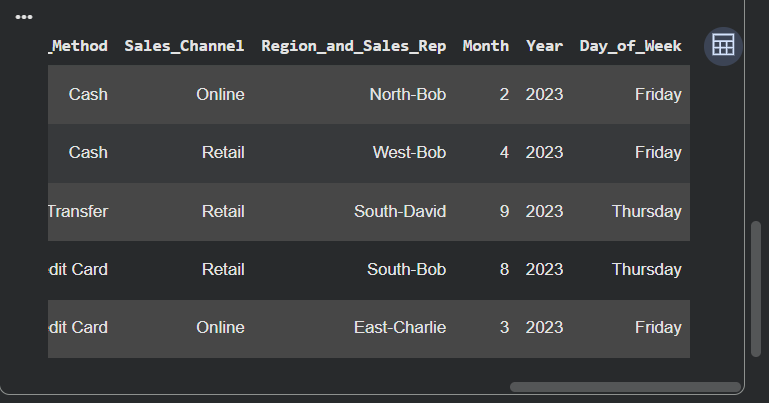 _Method Sales_Channel Region_and_Sales_Rep Month Year Day_of_Week
Cash Online North-Bob 2 2023 Friday
Cash Retail West-Bob 4 2023 Friday
Transfer Retail South-David 9 2023 Thursday
dit Card Retail South-Bob 8 2023 Thursday
dit Card Online East-Charlie 3 2023 Friday